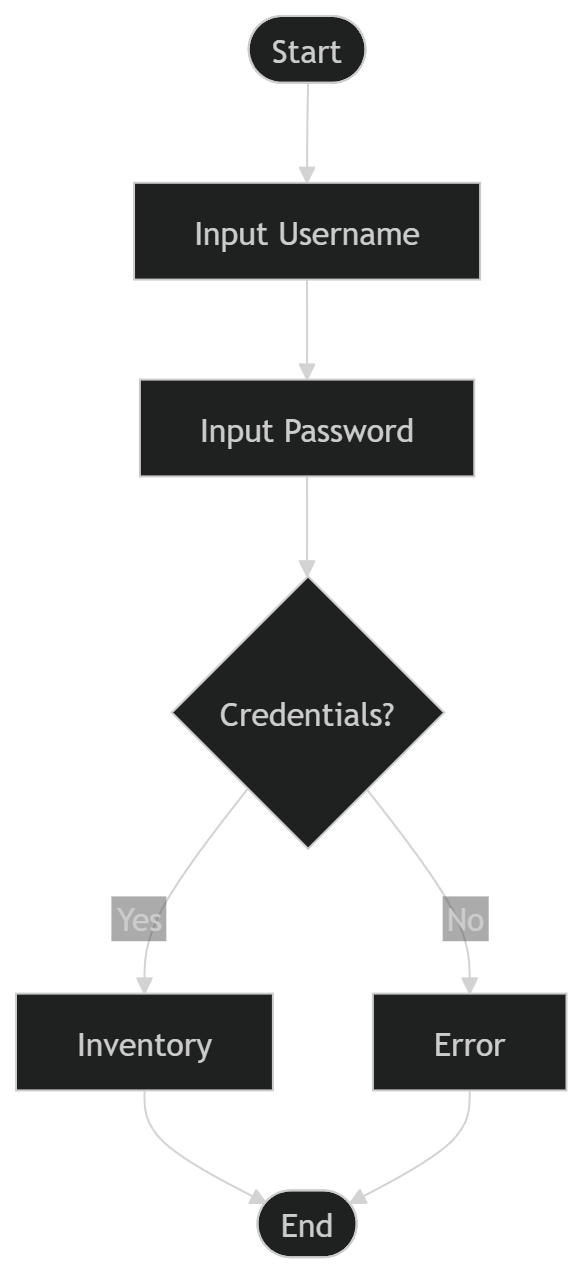 Start
Input Username
Input Password
Credentials?
Yes
No
Inventory
Error
End